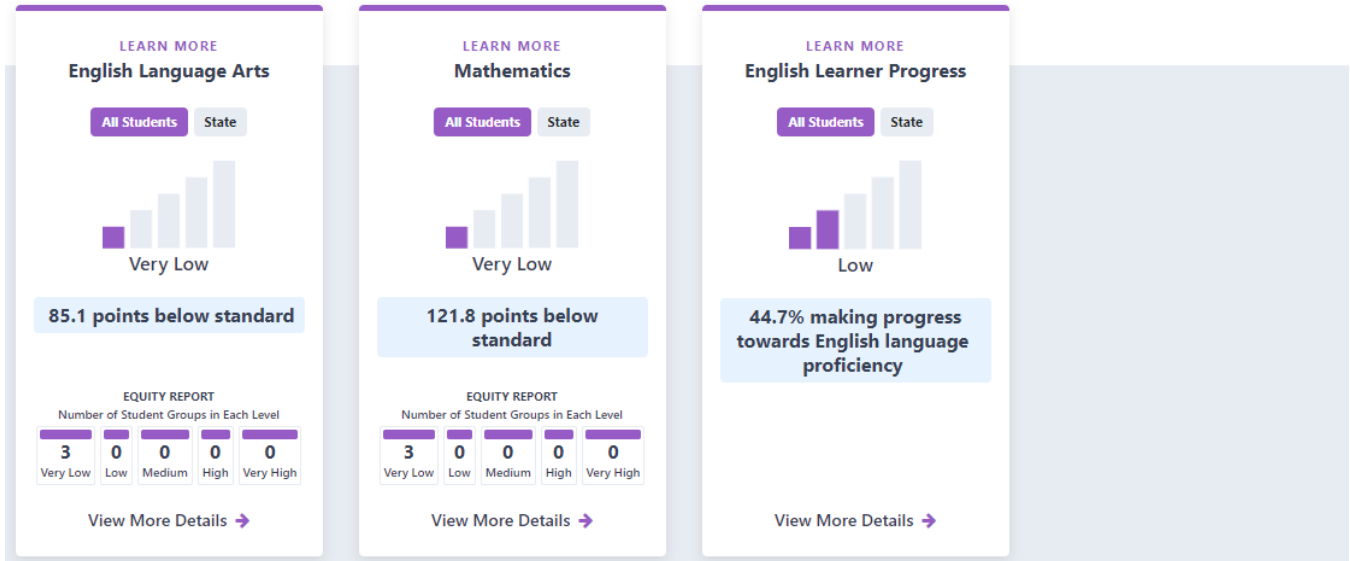 LEARN MORE
English Language Arts
All Students State
Very Low
85.1 points below standard
EQUITY REPORT
Number of Student Groups in Each Level
3 0 0 0 0
Very Low Low Medium High Very High
View More Details
LEARN MORE
Mathematics
All Students State
Very Low
121.8 points below
standard
EQUITY REPORT
Number of Student Groups in Each Level
3 0 0 0 0
Very Low Low Medium High Very High
View More Details
LEARN MORE
English Learner Progress
All Students State
Low
44.7% making progress
towards English language
proficiency
View More Details